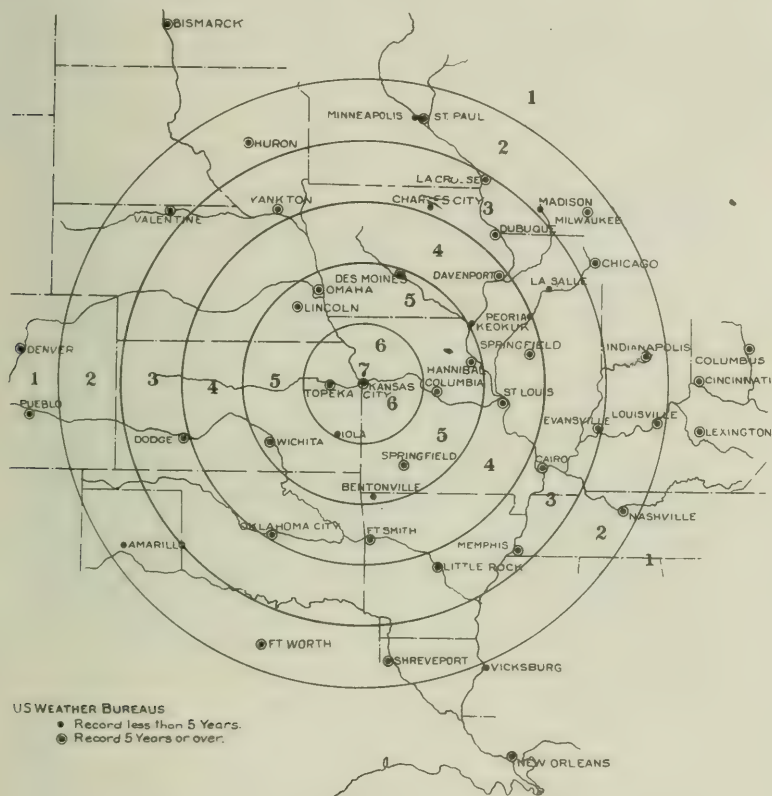 BISMARCK
1
MINNEAPOLIS
ST. PAUL
HURON
2
LA CRUISE
YANKTON
CHARLES CITY
3
MADISON
MILWAUKEE
VALENTINE
DUBUQUE
4
CHICAGO
DES MOINES
DAVENPORT
OMAHA
5
LA SALLE
LINCOLN
PEORIA
KEOKUK
6
SPRINGFIELD
INDIANAPOLIS
DENVER
COLUMBUS
HANNIBAL
1 2 3 4 5 7
TOPEKA
KANSAS CITY
COLUMBIA
CINCINNATI
6
ST LOUIS
PUEBLO
EVANSVILLE
LOUISVILLE
DODGE
WICHITA
IOLA
5
LEXINGTON
SPRINGFIELD
4
CAIRO
BENTONVILLE
3
NASHVILLE
OKLAHOMA CITY
FT SMITH
2
AMARILLO
MEMPHIS
1
LITTLE ROCK
FT WORTH
SHREVEPORT
VICKSBURG
US WEATHER BUREAUS
Record less than 5 Years.
Record 5 Years or over.
NEW ORLEANS